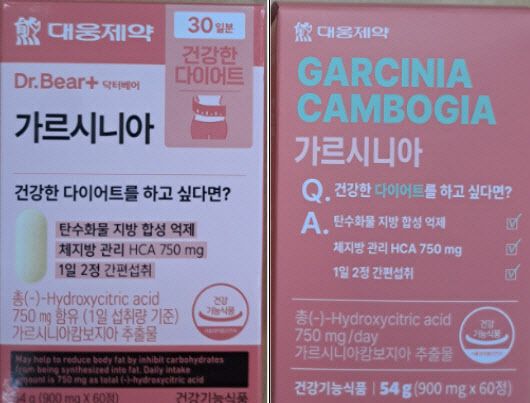 대웅제약
30일분
건강한
다이어트
Dr.Bear+ 닥터베어
가르시니아
건강한 다이어트를 하고 싶다면?
탄수화물 지방 합성 억제
체지방 관리 HCA 750 mg
1일 2정 간편섭취
총(-)-Hydroxycitric acid
750 mg 함유 (1일 섭취량 기준)
가르시니아캄보지아 추출물
건강
기능식품
May help to reduce body fat by inhibit carbohydrates
from being synthesized into fat. Daily intake
amount is 750 mg as total (-)-hydroxycitric acid
54 g (900 mg X 60정)
건강기능식품
대웅제약
GARCINIA
CAMBOGIA
가르시니아
Q. 건강한 다이어트를 하고 싶다면?
A. 탄수화물 지방 합성 억제
체지방 관리 HCA 750 mg
1일 2정 간편섭취
총(-)-Hydroxycitric acid
750 mg/day
가르시니아캄보지아 추출물
건강
기능식품
건강기능식품 | 54 g (900 mg X 60정)